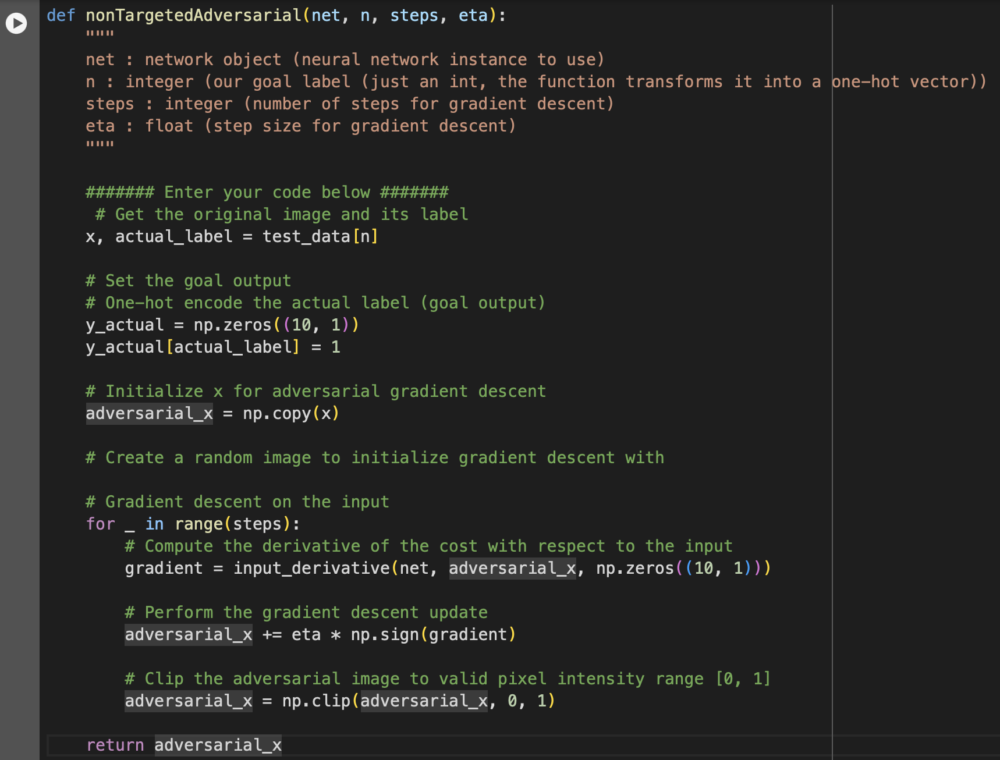 def nonTargetedAdversarial(net, n, steps, eta):
    """
    net : network object (neural network instance to use)
    n : integer (our goal label (just an int, the function transforms it into a one-hot vector))
    steps : integer (number of steps for gradient descent)
    eta : float (step size for gradient descent)
    """

    ####### Enter your code below #######
     # Get the original image and its label
    x, actual_label = test_data[n]

    # Set the goal output
    # One-hot encode the actual label (goal output)
    y_actual = np.zeros((10, 1))
    y_actual[actual_label] = 1

    # Initialize x for adversarial gradient descent
    adversarial_x = np.copy(x)

    # Create a random image to initialize gradient descent with

    # Gradient descent on the input
    for _ in range(steps):
        # Compute the derivative of the cost with respect to the input
        gradient = input_derivative(net, adversarial_x, np.zeros((10, 1)))

        # Perform the gradient descent update
        adversarial_x += eta * np.sign(gradient)

        # Clip the adversarial image to valid pixel intensity range [0, 1]
        adversarial_x = np.clip(adversarial_x, 0, 1)

    return adversarial_x